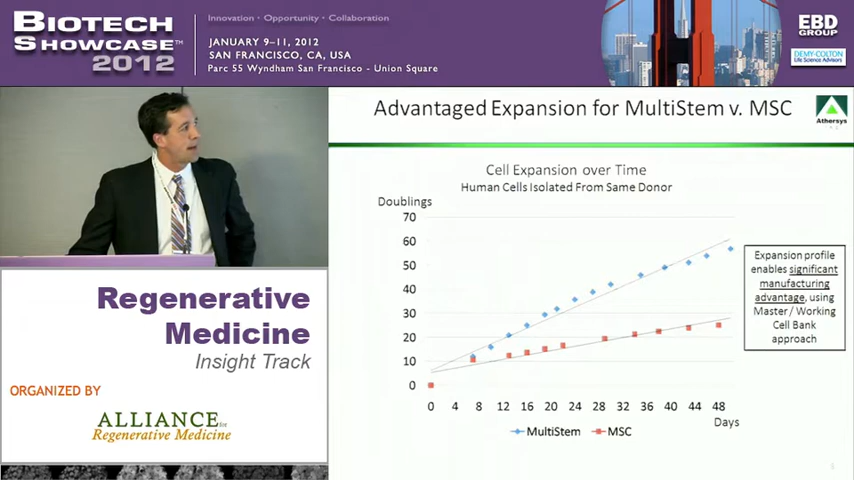 BIOTECH
SHOWCASE™
2012
Innovation · Opportunity · Collaboration
JANUARY 9–11, 2012
SAN FRANCISCO, CA, USA
Parc 55 Wyndham San Francisco - Union Square
EBD
GROUP
DEMY-COLTON
Life Science Advisors
Regenerative
Medicine
Insight Track
ORGANIZED BY
ALLIANCE for
Regenerative Medicine
Advantaged Expansion for MultiStem v. MSC
Athersys
Cell Expansion over Time
Human Cells Isolated From Same Donor
Doublings
70
60
50
40
30
20
10
0
0 4 8 13 16 20 24 28 32 36 40 44 48
Days
MultiStem MSC
Expansion profile
enables significant
manufacturing
advantage, using
Master / Working
Cell Bank
approach